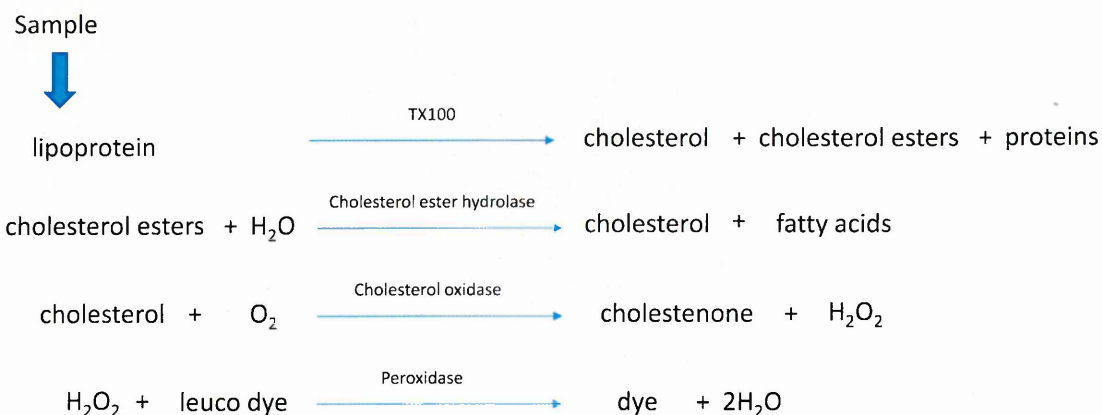 Sample
TX100
lipoprotein cholesterol + cholesterol esters + proteins
Cholesterol ester hydrolase
cholesterol esters + H₂O cholesterol + fatty acids
Cholesterol oxidase
cholesterol + O₂ cholestenone + H₂O₂
Peroxidase
H₂O₂ + leuco dye dye + 2H₂O